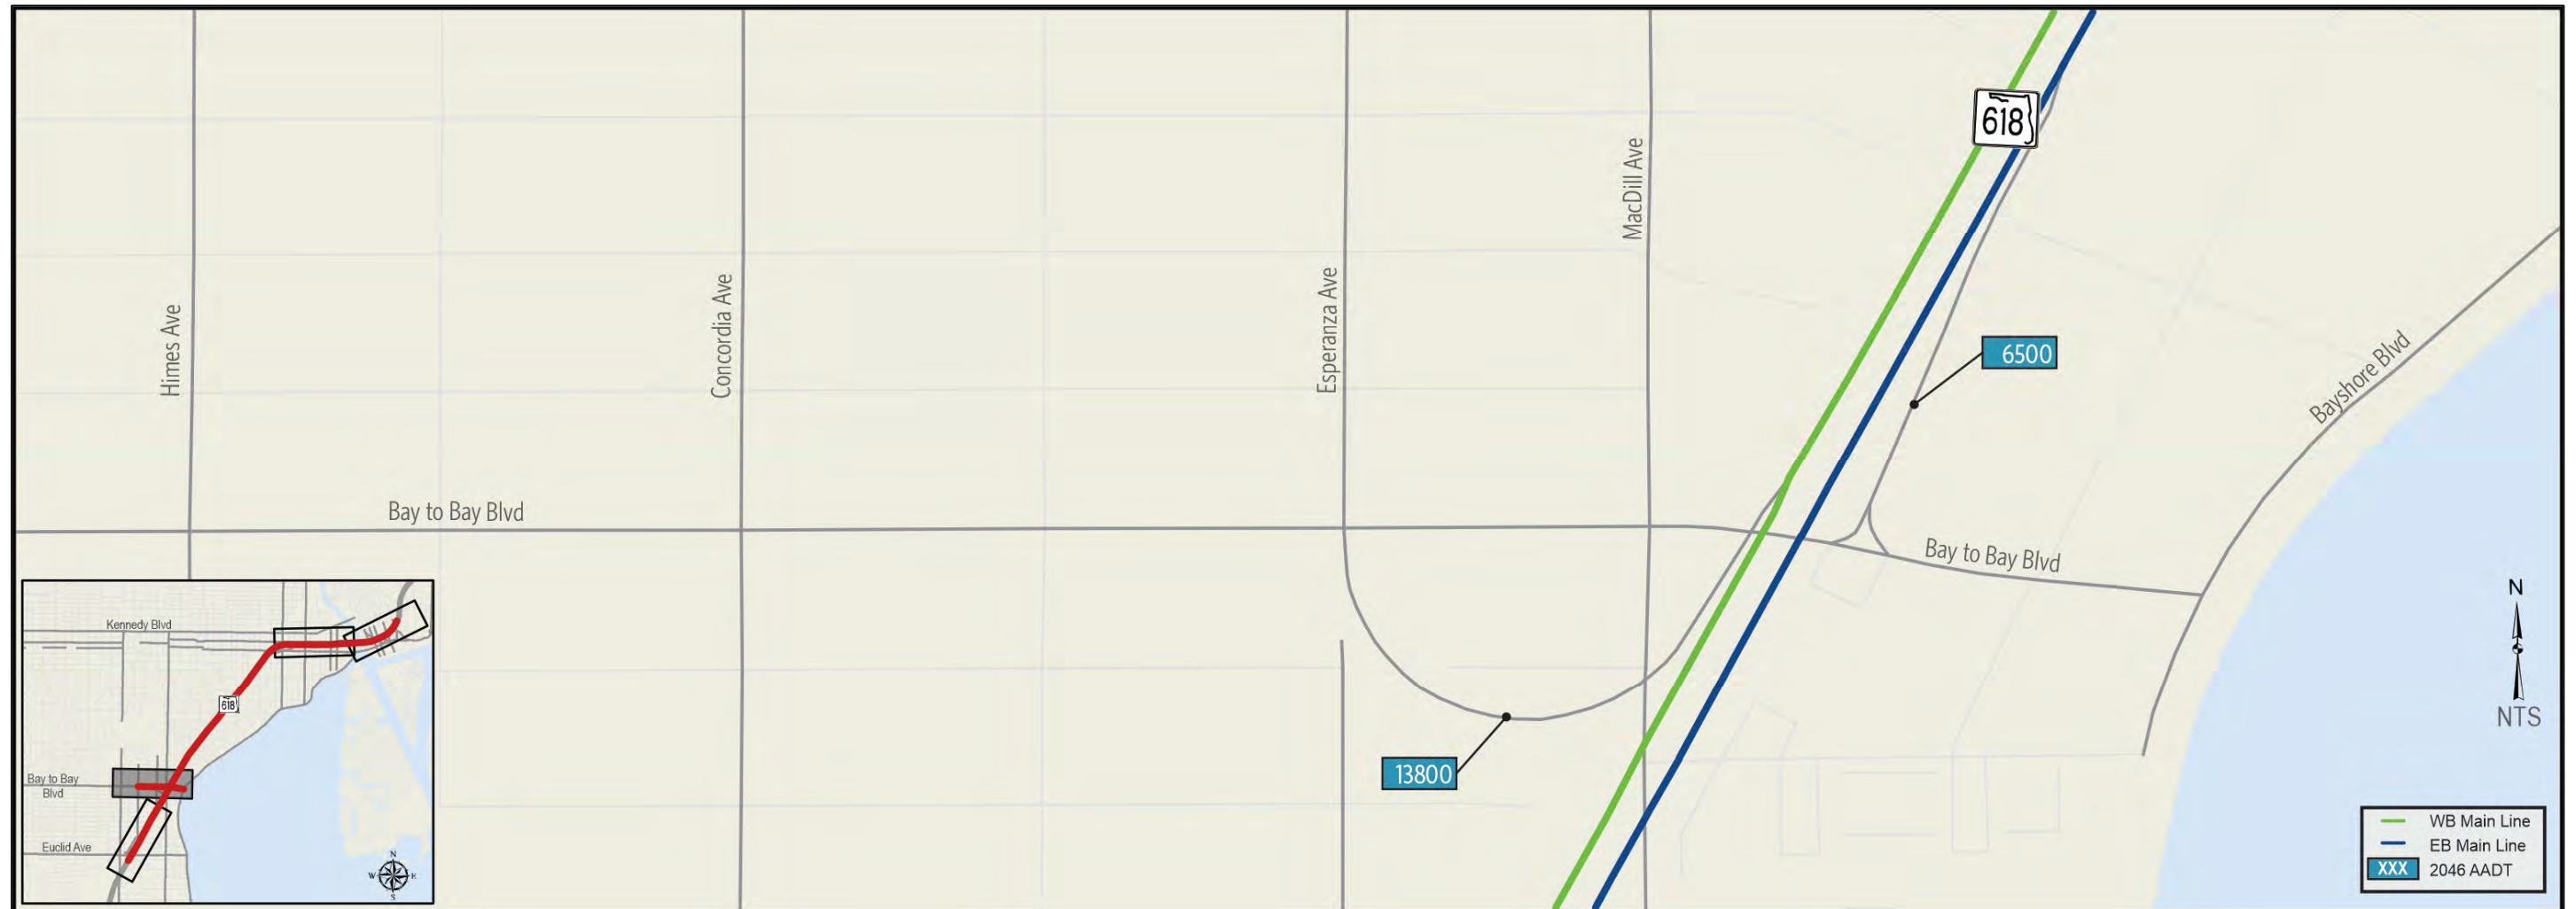 618
MacDill Ave
Esperanza Ave
Concordia Ave
Himes Ave
6500
Bayshore Blvd
Bay to Bay Blvd
Bay to Bay Blvd
13800
N
NTS
Kennedy Blvd
618
Bay to Bay
Blvd
Euclid Ave
N
W
E
S
WB Main Line
EB Main Line
XXX 2046 AADT